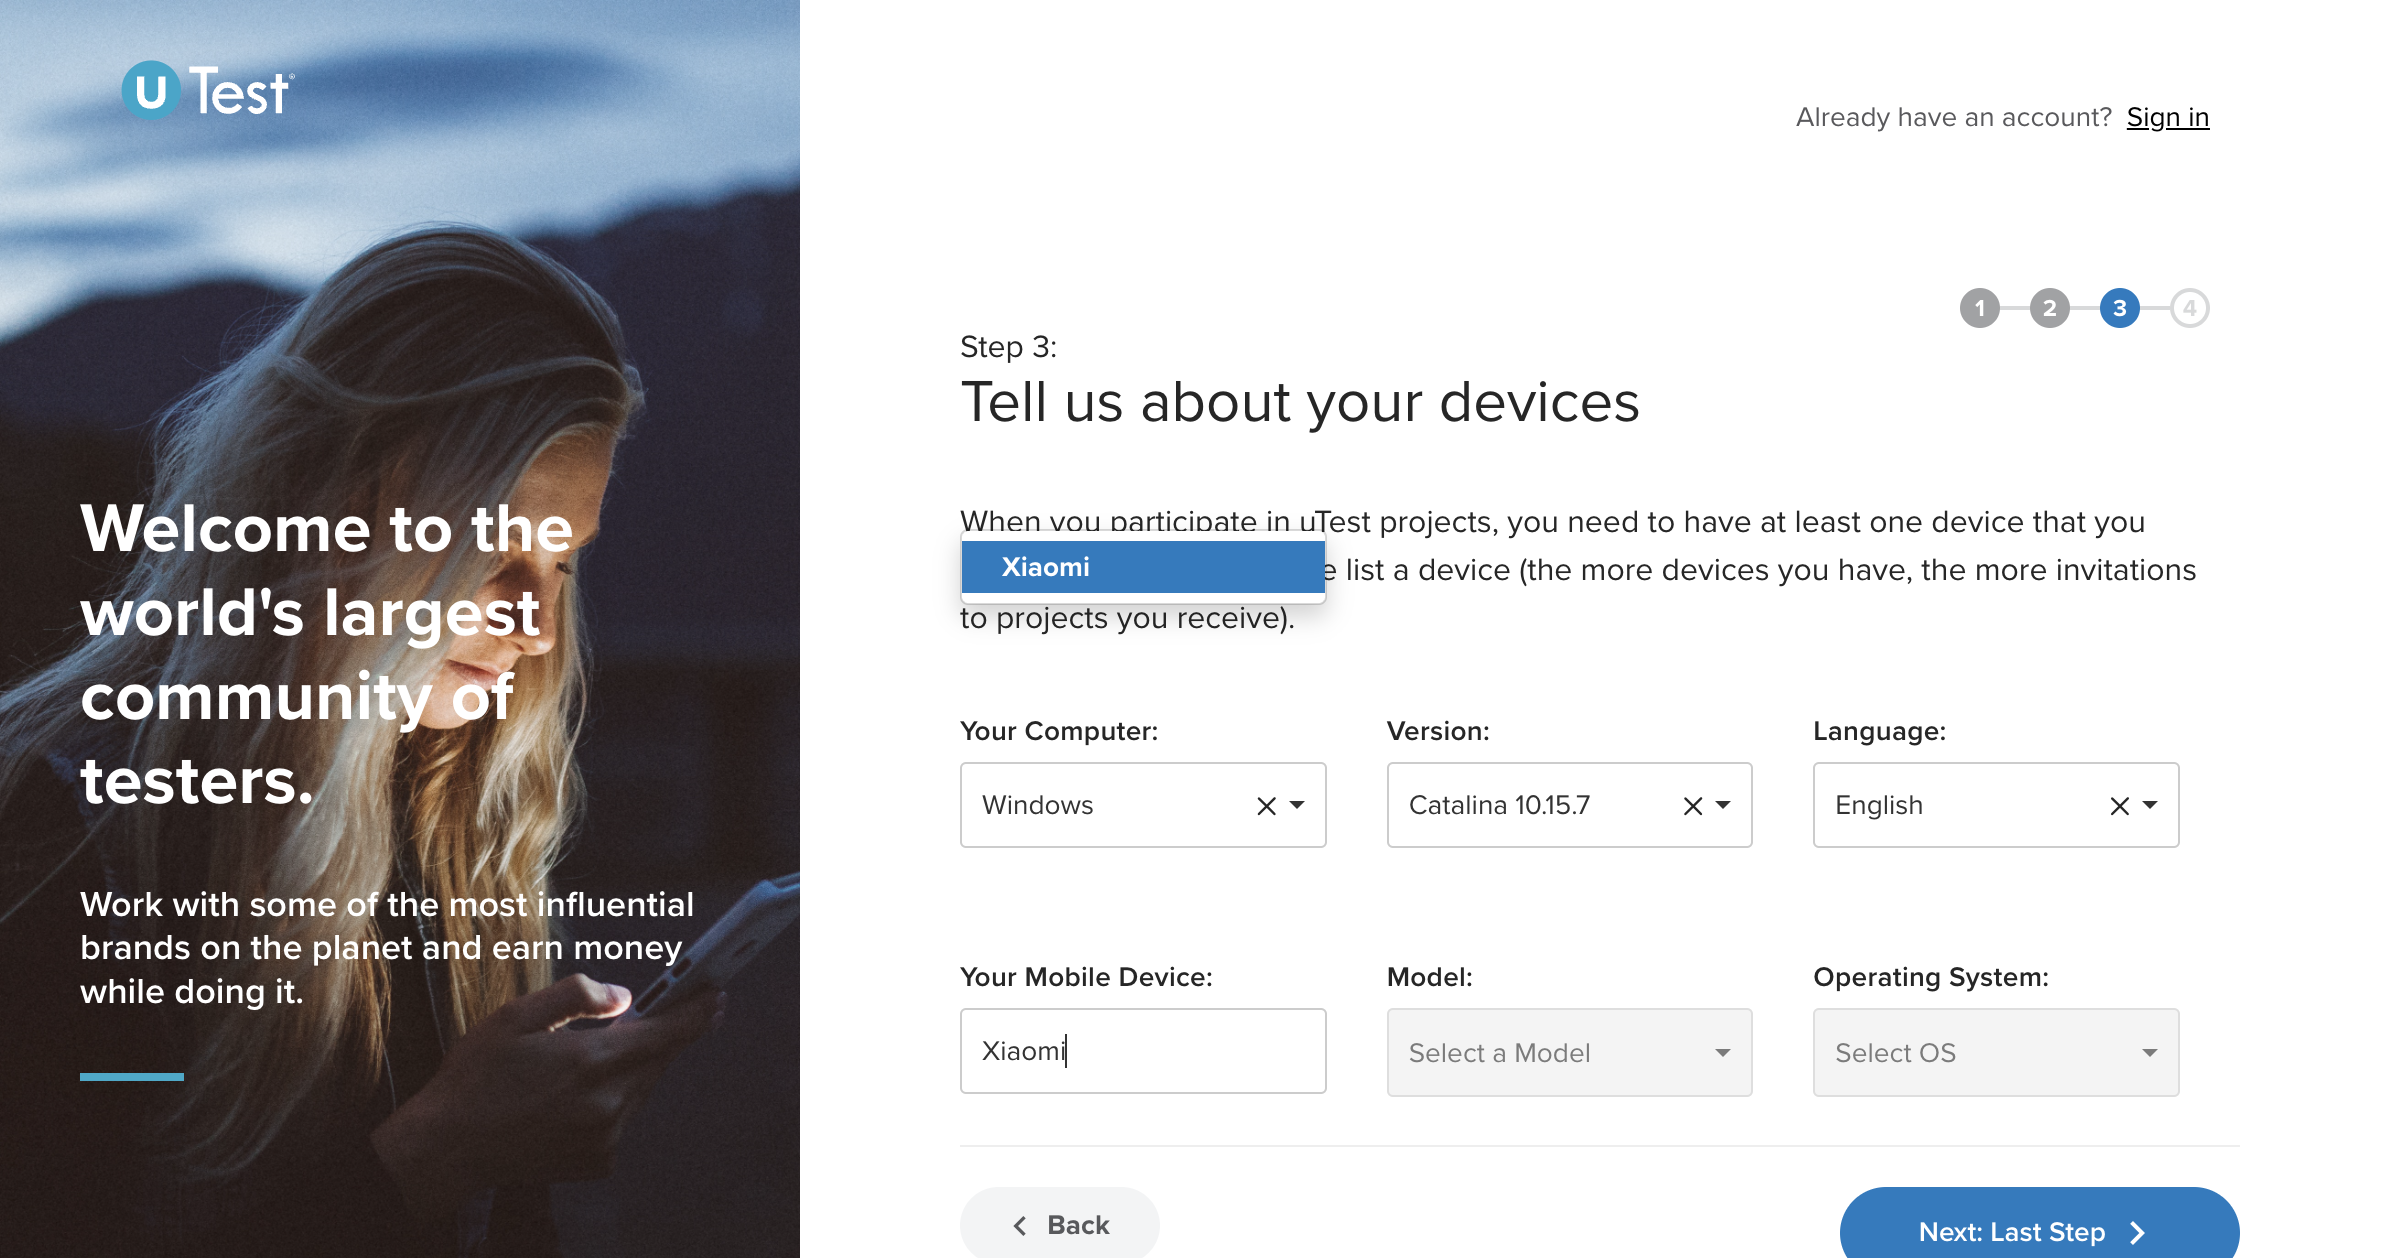 U Test®
Already have an account? Sign in
1 2 3 4
Step 3:
Tell us about your devices
When you participate in uTest projects, you need to have at least one device that you
Xiaomi
e list a device (the more devices you have, the more invitations
to projects you receive).
Welcome to the
world's largest
community of
testers.
Work with some of the most influential
brands on the planet and earn money
while doing it.
Your Computer: Version: Language:
Windows Catalina 10.15.7 English
Your Mobile Device: Model: Operating System:
Xiaomi Select a Model Select OS
Back Next: Last Step